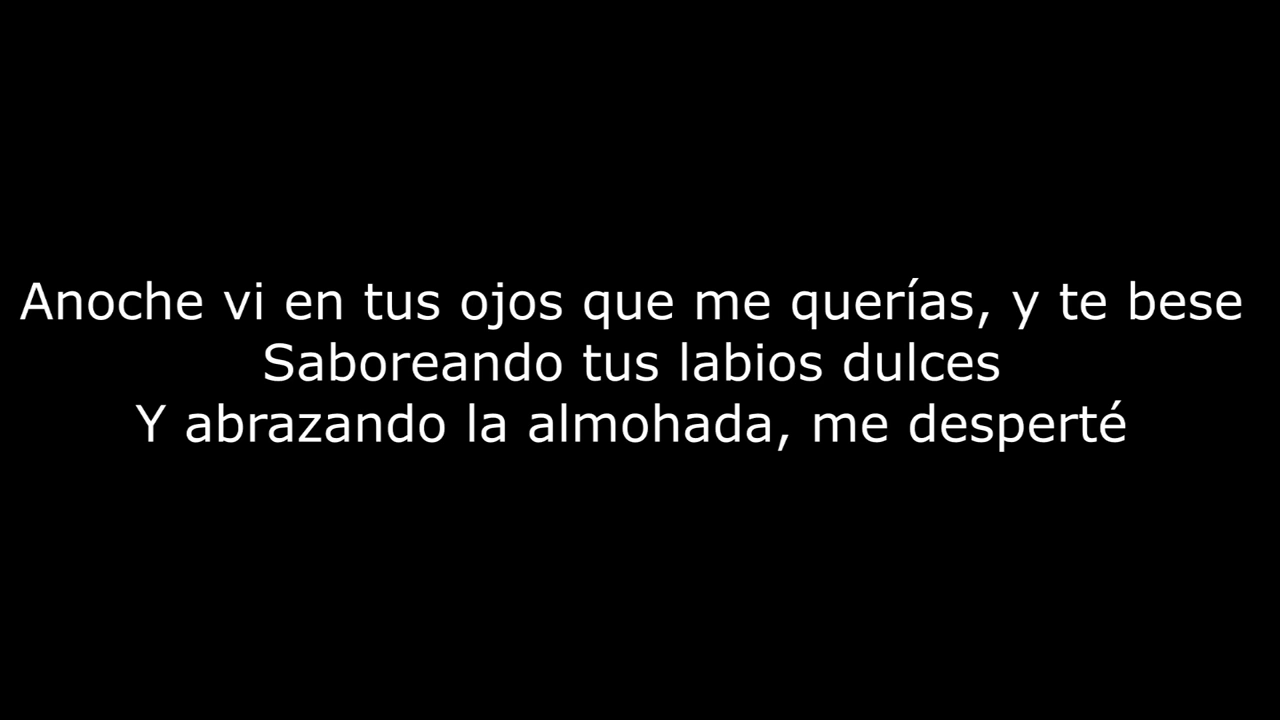 Anoche vi en tus ojos que me querías, y te bese
Saboreando tus labios dulces
Y abrazando la almohada, me desperté